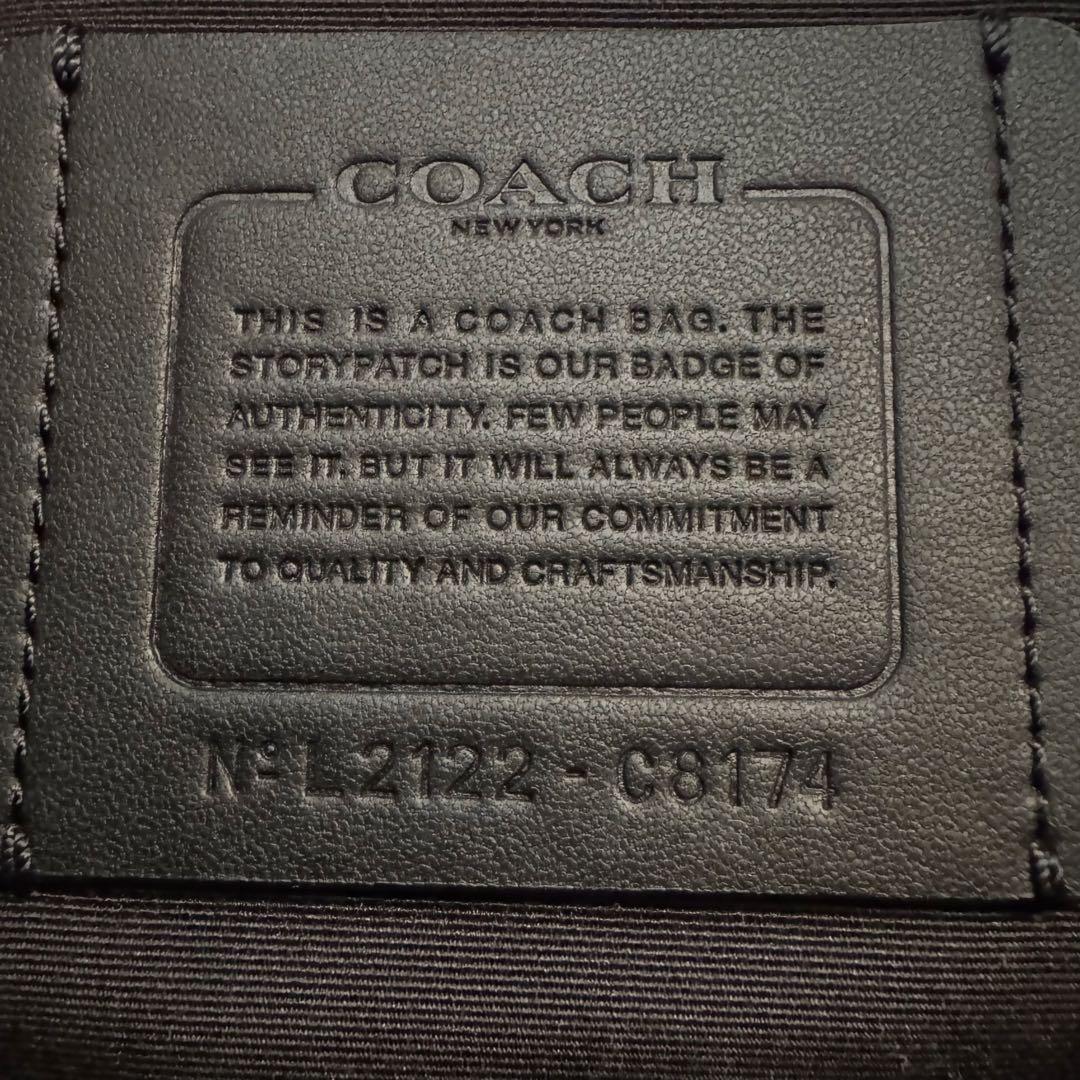 COACH
NEW YORK
THIS IS A COACH BAG. THE
STORYPATCH IS OUR BADGE OF
AUTHENTICITY. FEW PEOPLE MAY
SEE IT. BUT IT WILL ALWAYS BE A
REMINDER OF OUR COMMITMENT
TO QUALITY AND CRAFTSMANSHIP.
Nº L2122 - C8174